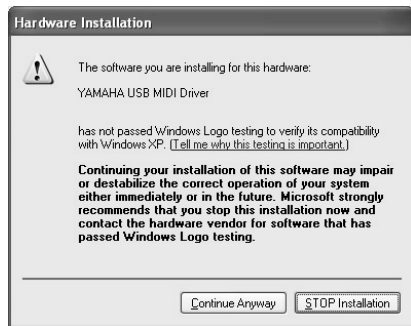 Hardware Installation
The software you are installing for this hardware:
YAMAHA USB MIDI Driver
has not passed Windows Logo testing to verify its compatibility
with Windows XP. (Tell me why this testing is important.)
Continuing your installation of this software may impair
or destabilize the correct operation of your system
either immediately or in the future. Microsoft strongly
recommends that you stop this installation now and
contact the hardware vendor for software that has
passed Windows Logo testing.
Continue Anyway
STOP Installation